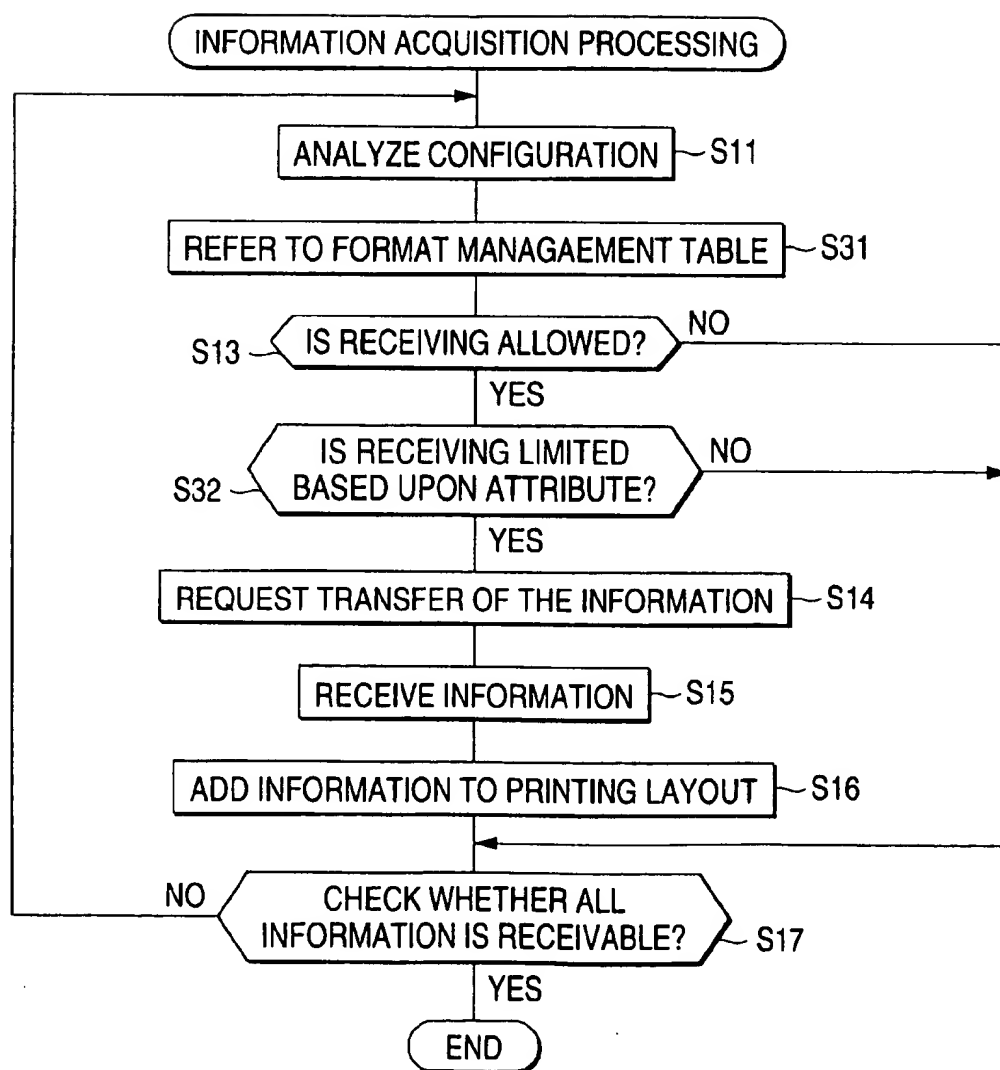 INFORMATION ACQUISITION PROCESSING
ANALYZE CONFIGURATION
S11
REFER TO FORMAT MANAGAEMENT TABLE
S31
S13
IS RECEIVING ALLOWED?
NO
YES
S32
IS RECEIVING LIMITED
BASED UPON ATTRIBUTE?
NO
YES
REQUEST TRANSFER OF THE INFORMATION
S14
RECEIVE INFORMATION
S15
ADD INFORMATION TO PRINTING LAYOUT
S16
NO
CHECK WHETHER ALL
INFORMATION IS RECEIVABLE?
S17
YES
END